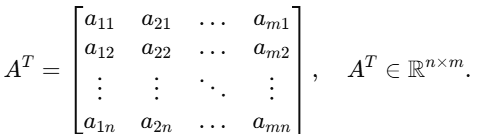 $$A^T = \begin{bmatrix} a_{11} & a_{21} & \dots & a_{m1} \\ a_{12} & a_{22} & \dots & a_{m2} \\ \vdots & \vdots & \ddots & \vdots \\ a_{1n} & a_{2n} & \dots & a_{mn} \end{bmatrix}, \quad A^T \in \mathbb{R}^{n \times m}.$$